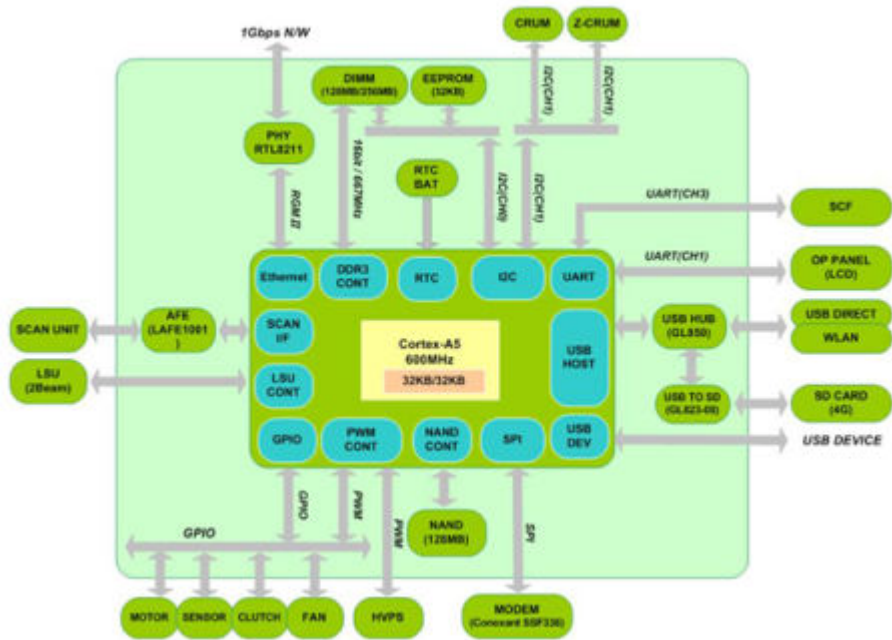 CRUM
Z-CRUM
1Gbps N/W
DIMM
(128MB/256MB)
EEPROM
(32KB)
I2C(CH1)
I2C(CH1)
PHY
RTL8211
16bit / 667MHz
RTC
BAT
I2C(CH0)
I2C(CH1)
RGM II
UART(CH3)
SCF
UART(CH1)
OP PANEL
(LCD)
Ethernet
DDR3
CONT
RTC
I2C
UART
SCAN UNIT
AFE
(LAFE1001
)
SCAN
I/F
Cortex-A5
600MHz
32KB/32KB
USB
HOST
USB HUB
(GL850)
USB DIRECT
WLAN
LSU
(2Beam)
LSU
CONT
USB TO SD
(GL823-08)
SD CARD
(4G)
GPIO
PWM
CONT
NAND
CONT
SPI
USB
DEV
USB DEVICE
GPIO
PWM
PWM
SPI
GPIO
NAND
(128MB)
MOTOR
SENSOR
CLUTCH
FAN
HVPS
MODEM
(Conexant SSF336)